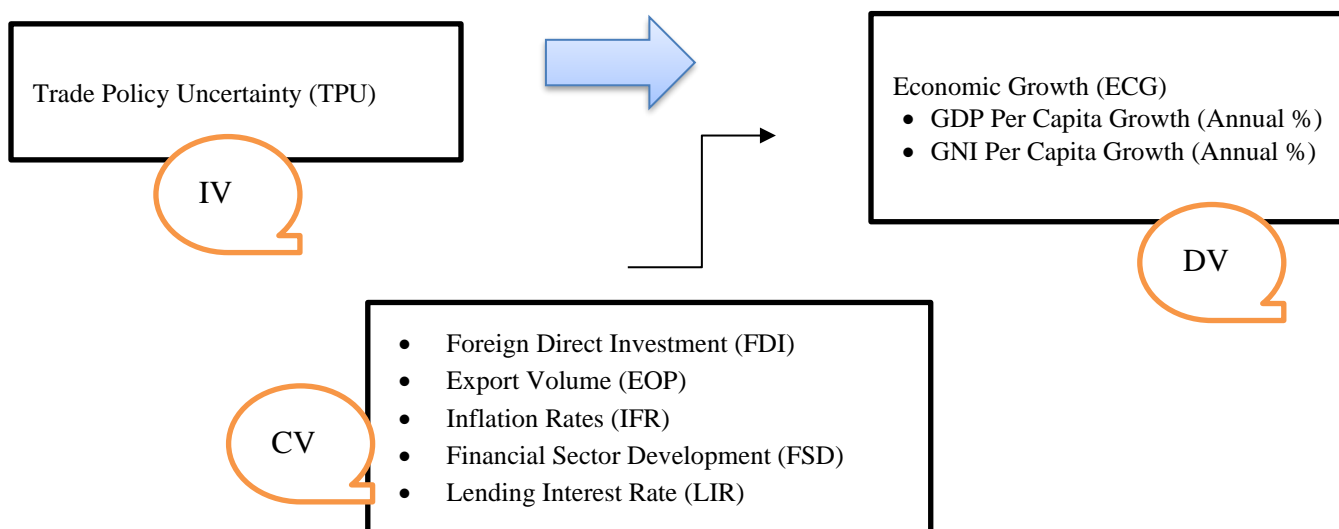 Trade Policy Uncertainty (TPU)
IV
Economic Growth (ECG)
• GDP Per Capita Growth (Annual %)
• GNI Per Capita Growth (Annual %)
DV
• Foreign Direct Investment (FDI)
• Export Volume (EOP)
• Inflation Rates (IFR)
• Financial Sector Development (FSD)
• Lending Interest Rate (LIR)
CV